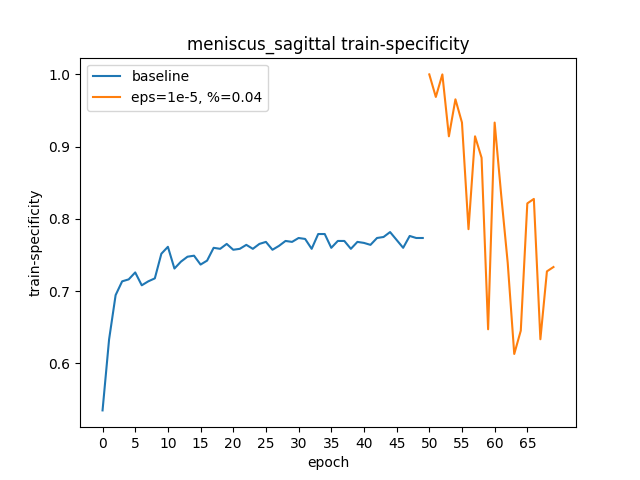 meniscus_sagittal train-specificity
baseline
eps=1e-5, %=0.04
train-specificity
1.0
0.9
0.8
0.7
0.6
0 5 10 15 20 25 30 35 40 45 50 55 60 65
epoch